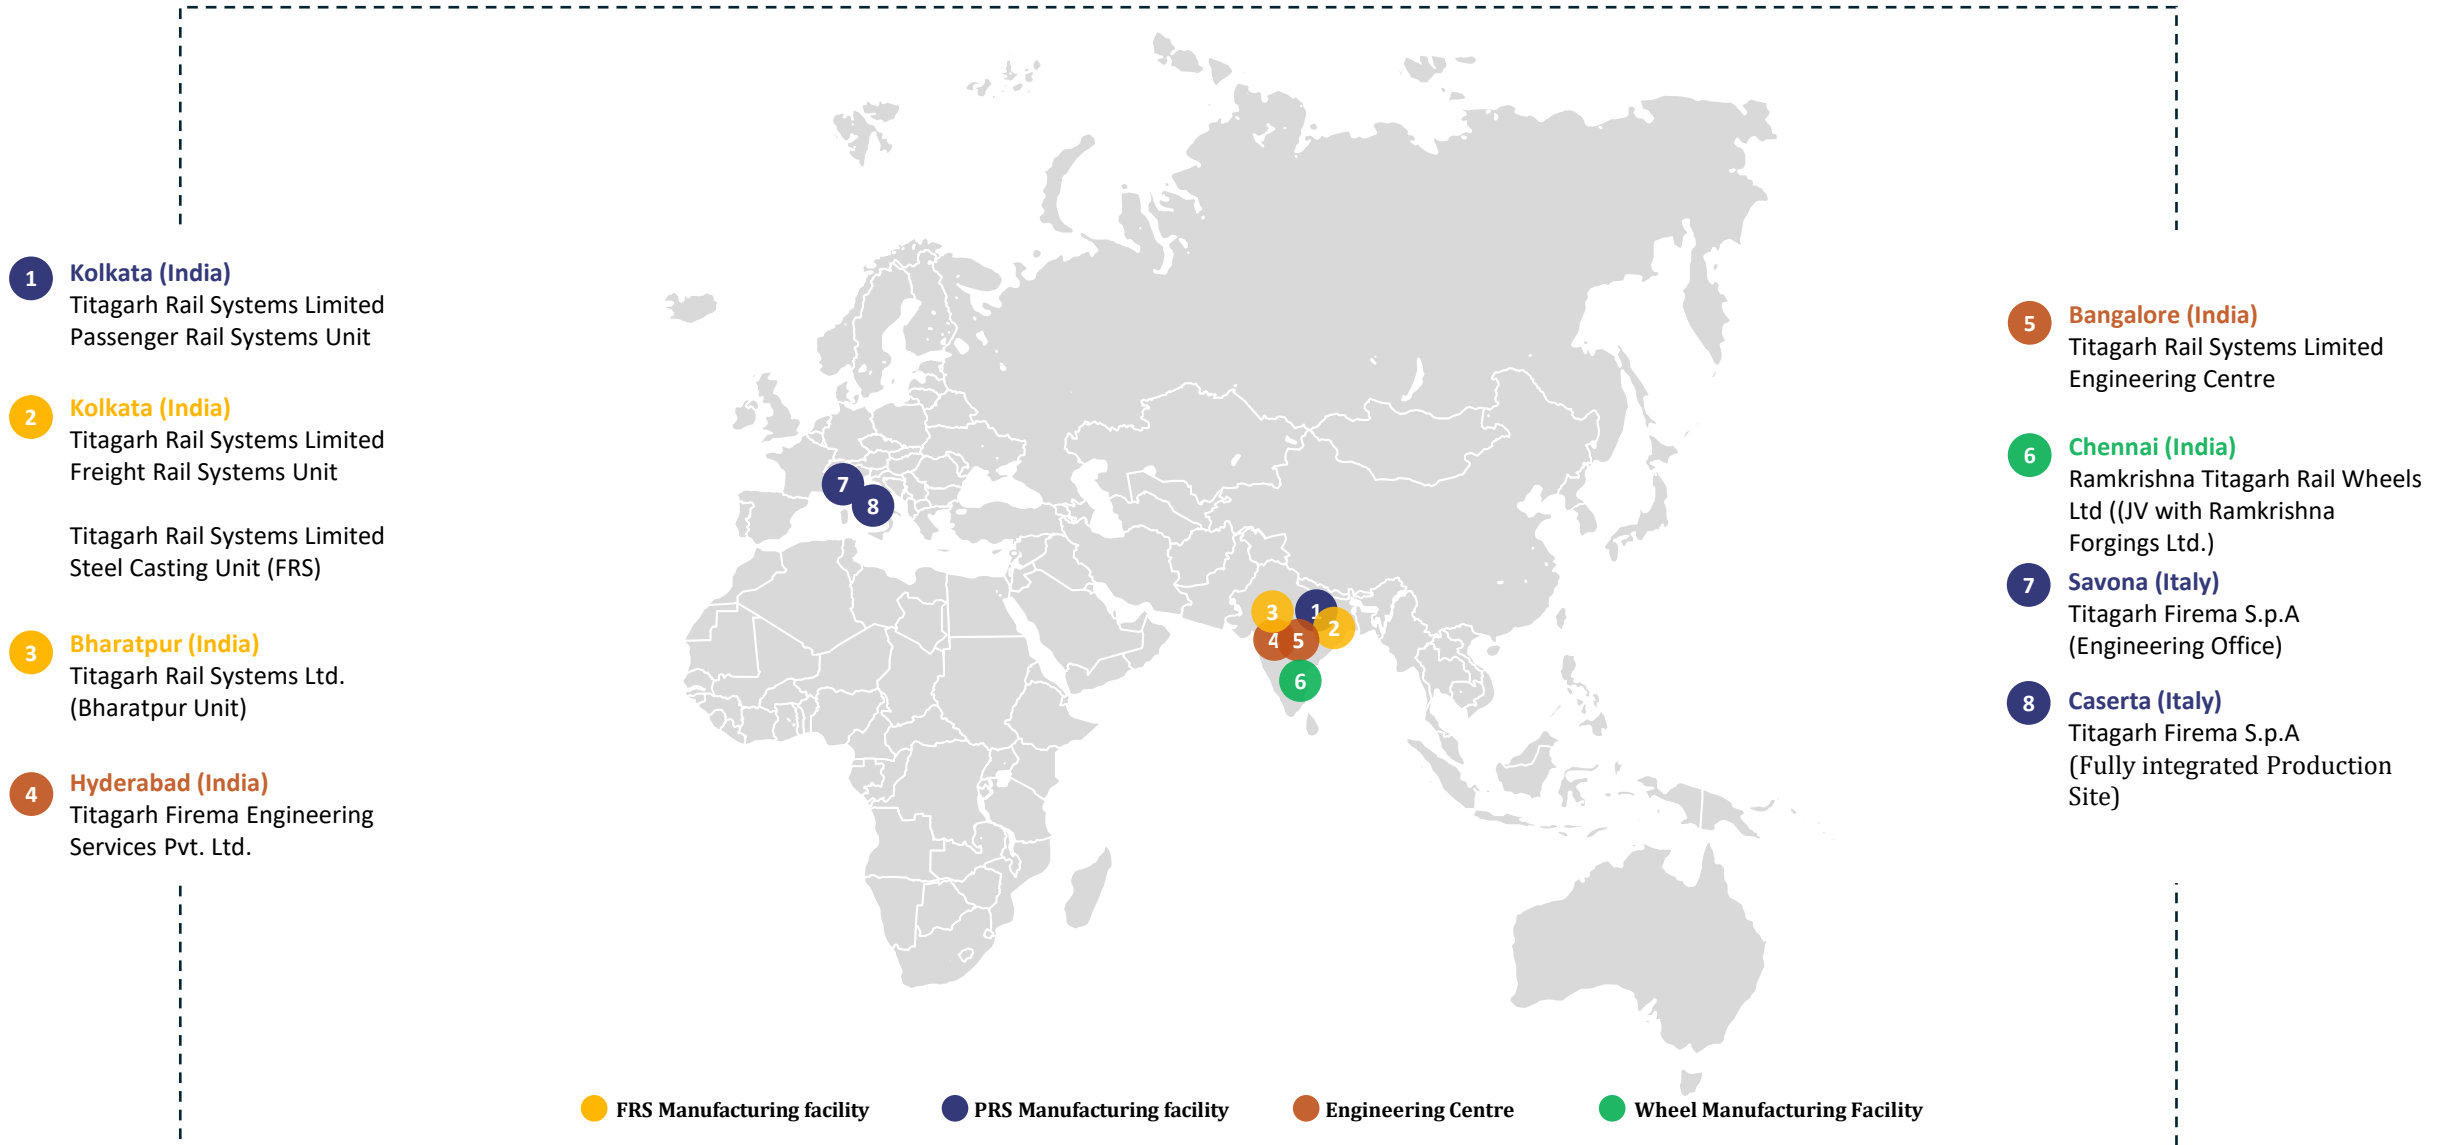 1
Kolkata (India)
Titagarh Rail Systems Limited
Passenger Rail Systems Unit
2
Kolkata (India)
Titagarh Rail Systems Limited
Freight Rail Systems Unit
Titagarh Rail Systems Limited
Steel Casting Unit (FRS)
3
Bharatpur (India)
Titagarh Rail Systems Ltd.
(Bharatpur Unit)
4
Hyderabad (India)
Titagarh Firema Engineering
Services Pvt. Ltd.
7
8
3
1
2
4
5
6
5
Bangalore (India)
Titagarh Rail Systems Limited
Engineering Centre
6
Chennai (India)
Ramkrishna Titagarh Rail Wheels
Ltd ((JV with Ramkrishna
Forgings Ltd.)
7
Savona (Italy)
Titagarh Firema S.p.A
(Engineering Office)
8
Caserta (Italy)
Titagarh Firema S.p.A
(Fully integrated Production
Site)
FRS Manufacturing facility
PRS Manufacturing facility
Engineering Centre
Wheel Manufacturing Facility